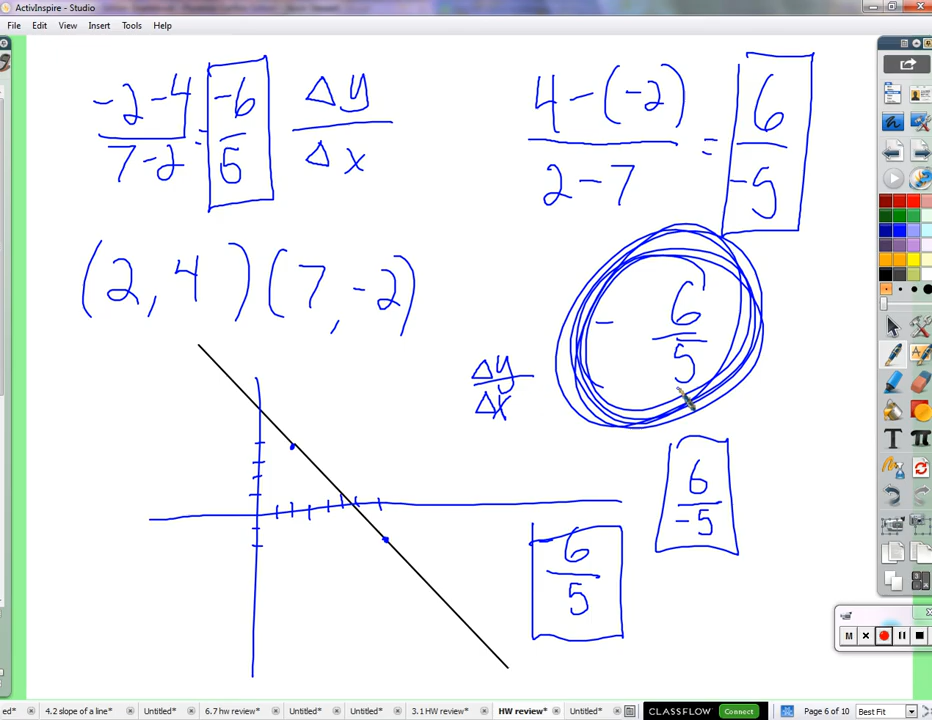 ActivInspire - Studio
File Edit View Insert Tools Help
-2-4 / 7-2 = -6/5
Δy / Δx
4-(-2) / 2-7 = 6/-5
(2, 4) (7, -2)
- 6/5
Δy / Δx
6/-5
-6/5
M
ed* 4.2 slope of a line* Untitled* 6.7 hw review* Untitled* Untitled* 3.1 HW review* HW review* Untitled* CLASSFLOW Connect Page 6 of 10 Best Fit